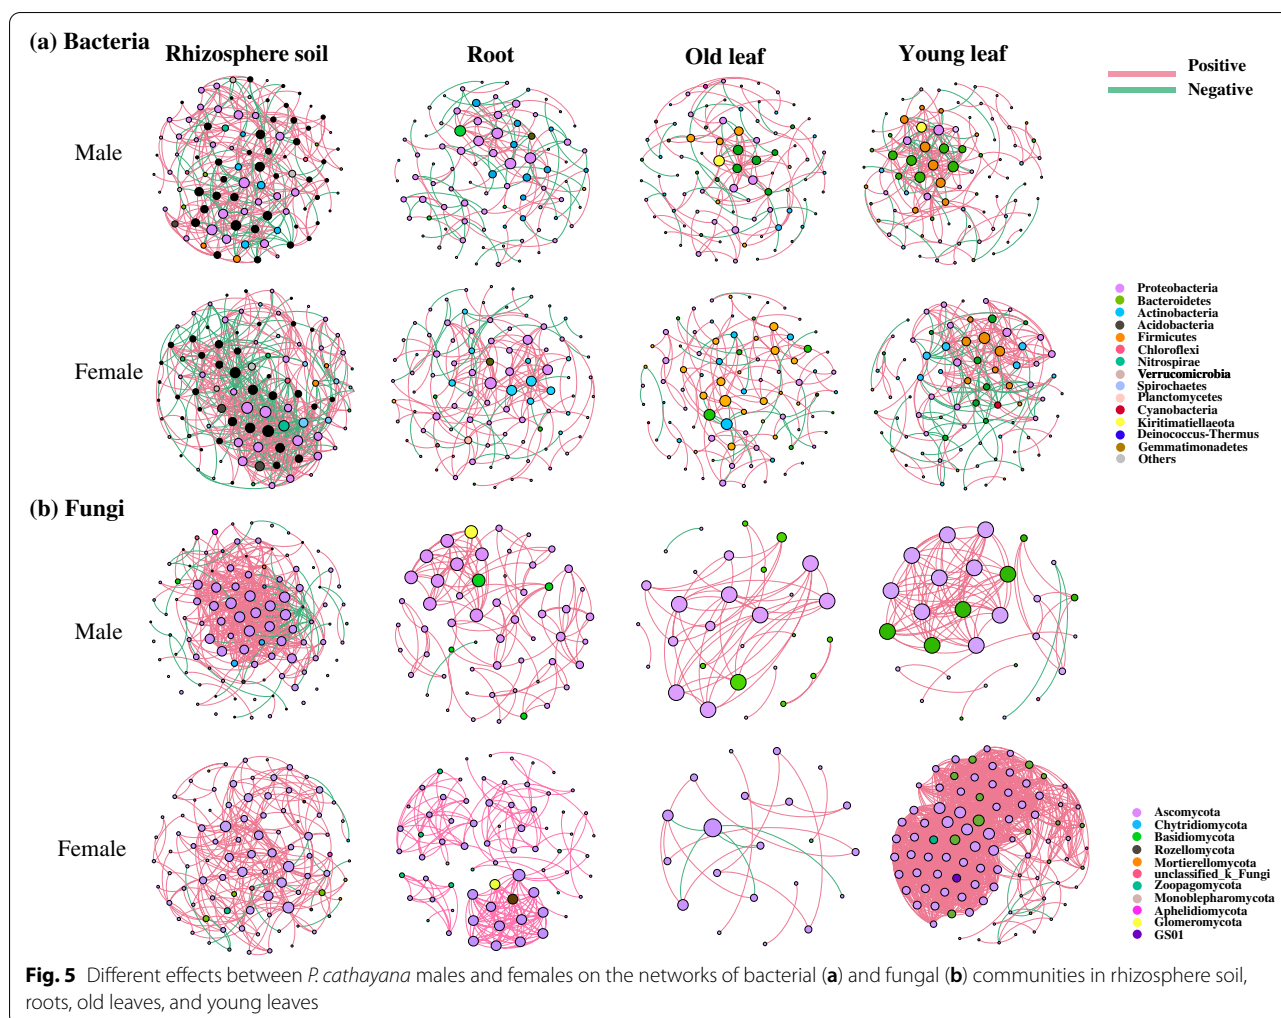 (a) Bacteria
Rhizosphere soil Root Old leaf Young leaf
Positive
Negative
Male
Female
Proteobacteria
Bacteroidetes
Actinobacteria
Acidobacteria
Firmicutes
Chloroflexi
Nitrospirae
Verrucomicrobia
Spirochaetes
Planctomycetes
Cyanobacteria
Kiritimatiellaeota
Deinococcus-Thermus
Gemmatimonadetes
Others
(b) Fungi
Male
Female
Ascomycota
Chytridiomycota
Basidiomycota
Rozellomycota
Mortierellomycota
unclassified_k_Fungi
Zoopagomycota
Monoblepharomycota
Aphelidiomycota
Glomeromycota
GS01
Fig. 5 Different effects between P. cathayana males and females on the networks of bacterial (a) and fungal (b) communities in rhizosphere soil,
roots, old leaves, and young leaves